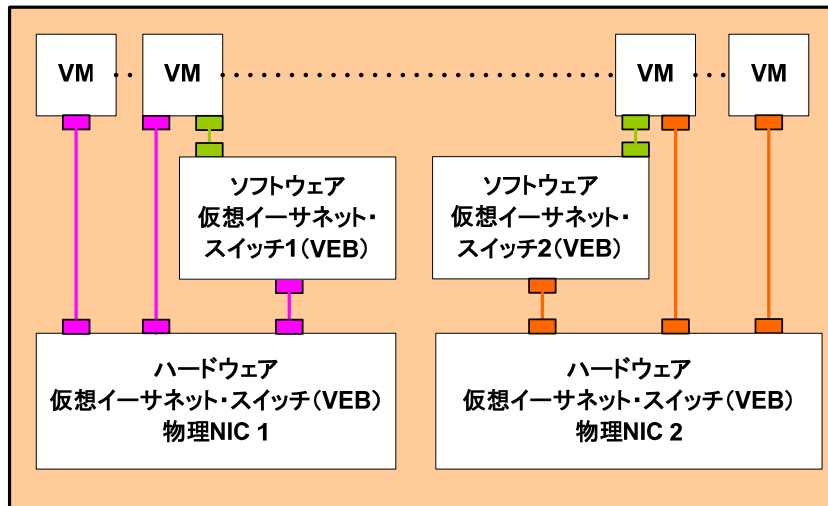 VM
VM
VM
VM
ソフトウェア
仮想イーサネット・
スイッチ1(VEB)
ソフトウェア
仮想イーサネット・
スイッチ2(VEB)
ハードウェア
仮想イーサネット・スイッチ(VEB)
物理NIC 1
ハードウェア
仮想イーサネット・スイッチ(VEB)
物理NIC 2